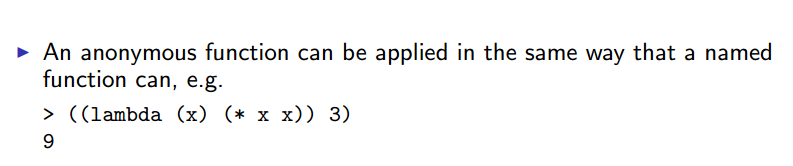 ▶ An anonymous function can be applied in the same way that a named
function can, e.g.
> ((lambda (x) (* x x)) 3)
9